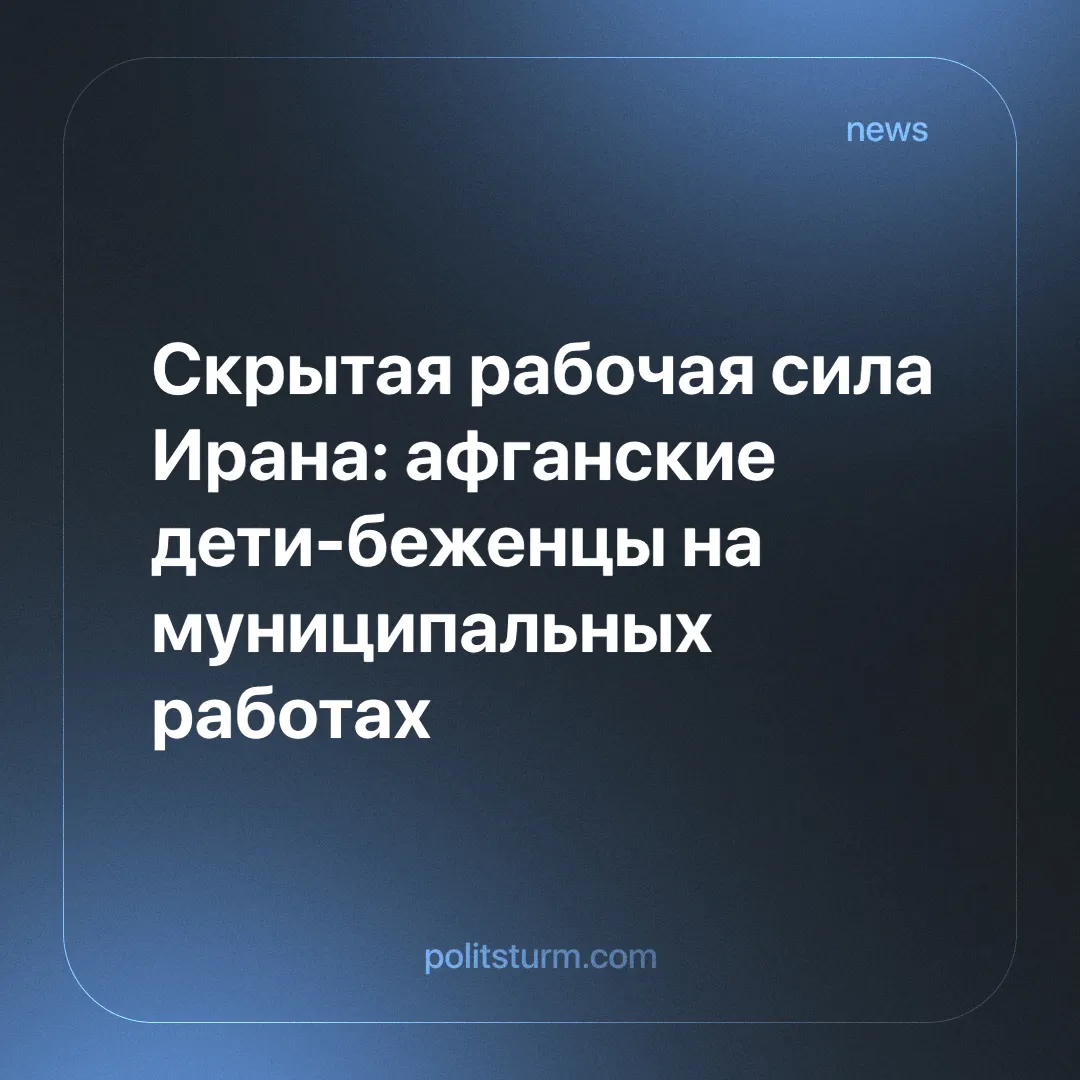 news
Скрытая рабочая сила
Ирана: афганские
дети-беженцы на
муниципальных
работах
politsturm.com